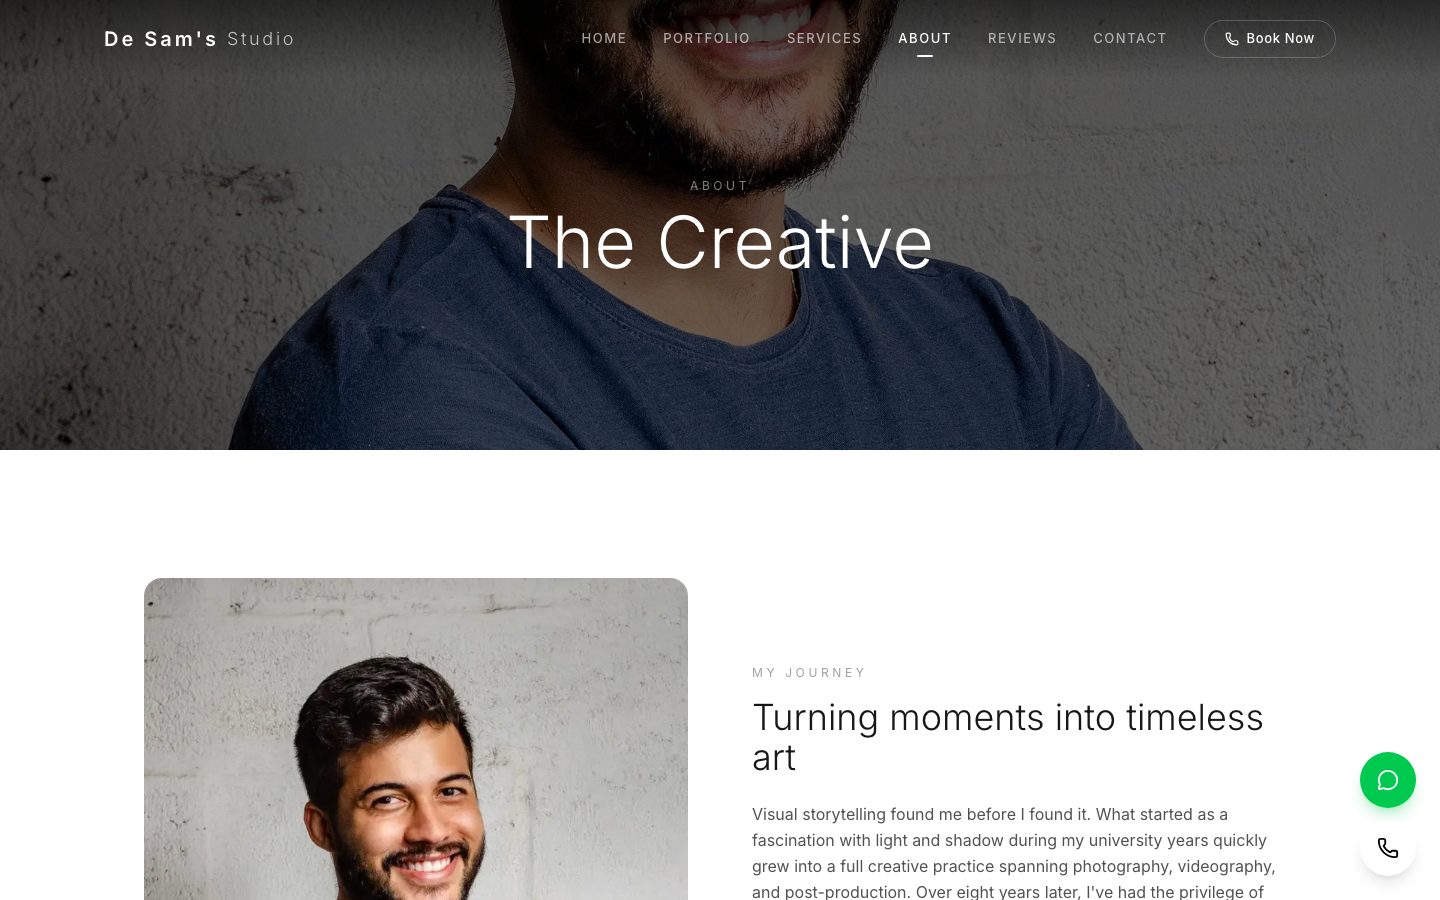 De Sam's Studio
HOME PORTFOLIO SERVICES ABOUT REVIEWS CONTACT Book Now
ABOUT
The Creative
MY JOURNEY
Turning moments into timeless
art
Visual storytelling found me before I found it. What started as a
fascination with light and shadow during my university years quickly
grew into a full creative practice spanning photography, videography,
and post-production. Over eight years later, I've had the privilege of